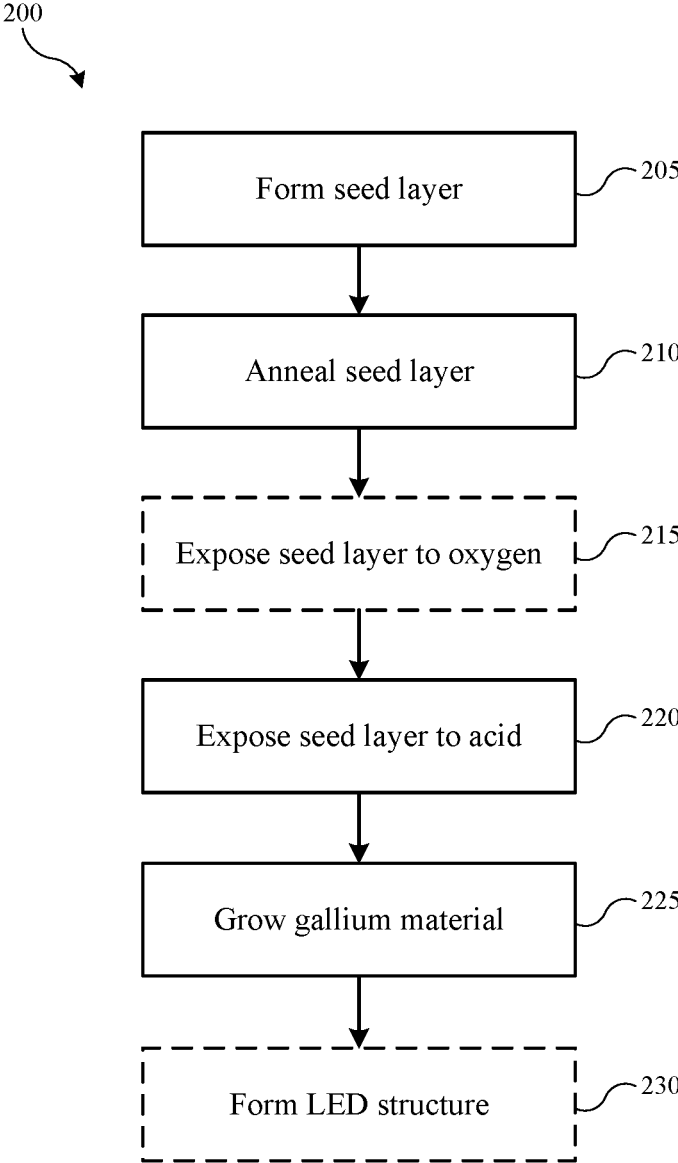 200
Form seed layer
205
Anneal seed layer
210
Expose seed layer to oxygen
215
Expose seed layer to acid
220
Grow gallium material
225
Form LED structure
230